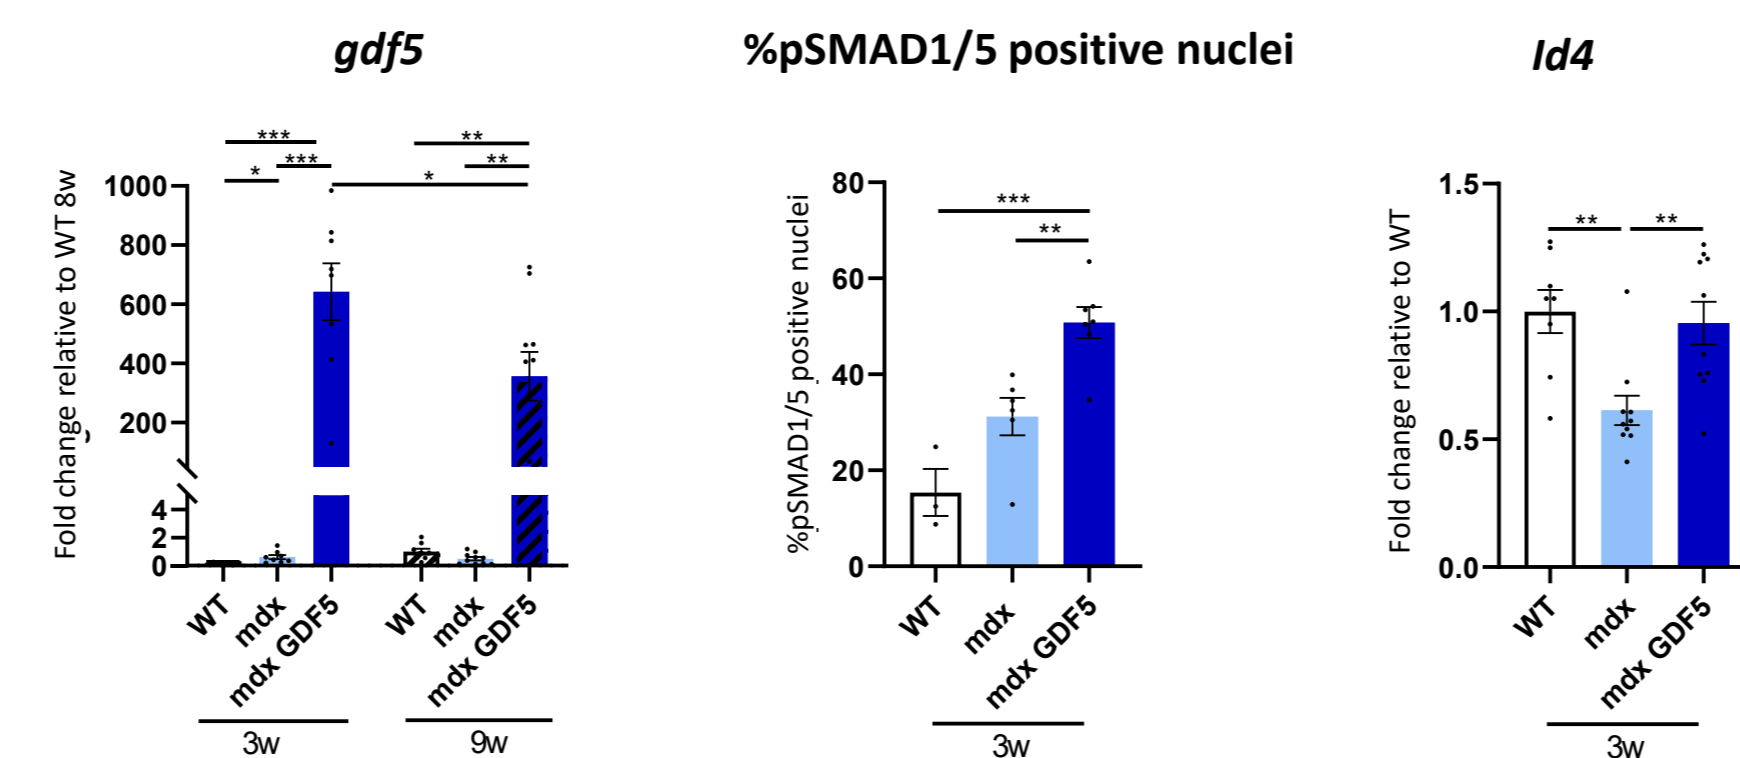 gdf5
%pSMAD1/5 positive nuclei
Id4
Fold change relative to WT 8w
1000
800
600
400
200
4
2
0
***
***
*
**
**
*
WT
mdx
mdx GDF5
WT
mdx
mdx GDF5
3w
9w
%pSMAD1/5 positive nuclei
80
60
40
20
0
***
**
WT
mdx
mdx GDF5
3w
Fold change relative to WT
1.5
1.0
0.5
0.0
**
**
WT
mdx
mdx GDF5
3w